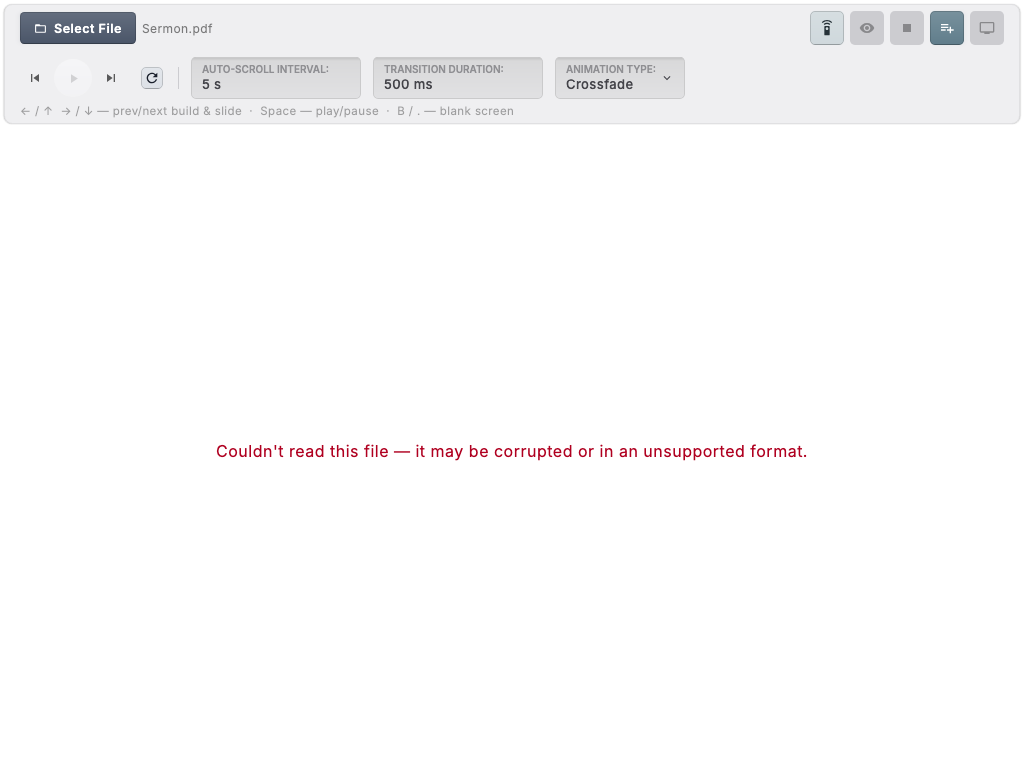 Select File
Sermon.pdf
AUTO-SCROLL INTERVAL:
5 s
TRANSITION DURATION:
500 ms
ANIMATION TYPE:
Crossfade
← / ↑ → / ↓ — prev/next build & slide · Space — play/pause · B / . — blank screen
Couldn't read this file — it may be corrupted or in an unsupported format.